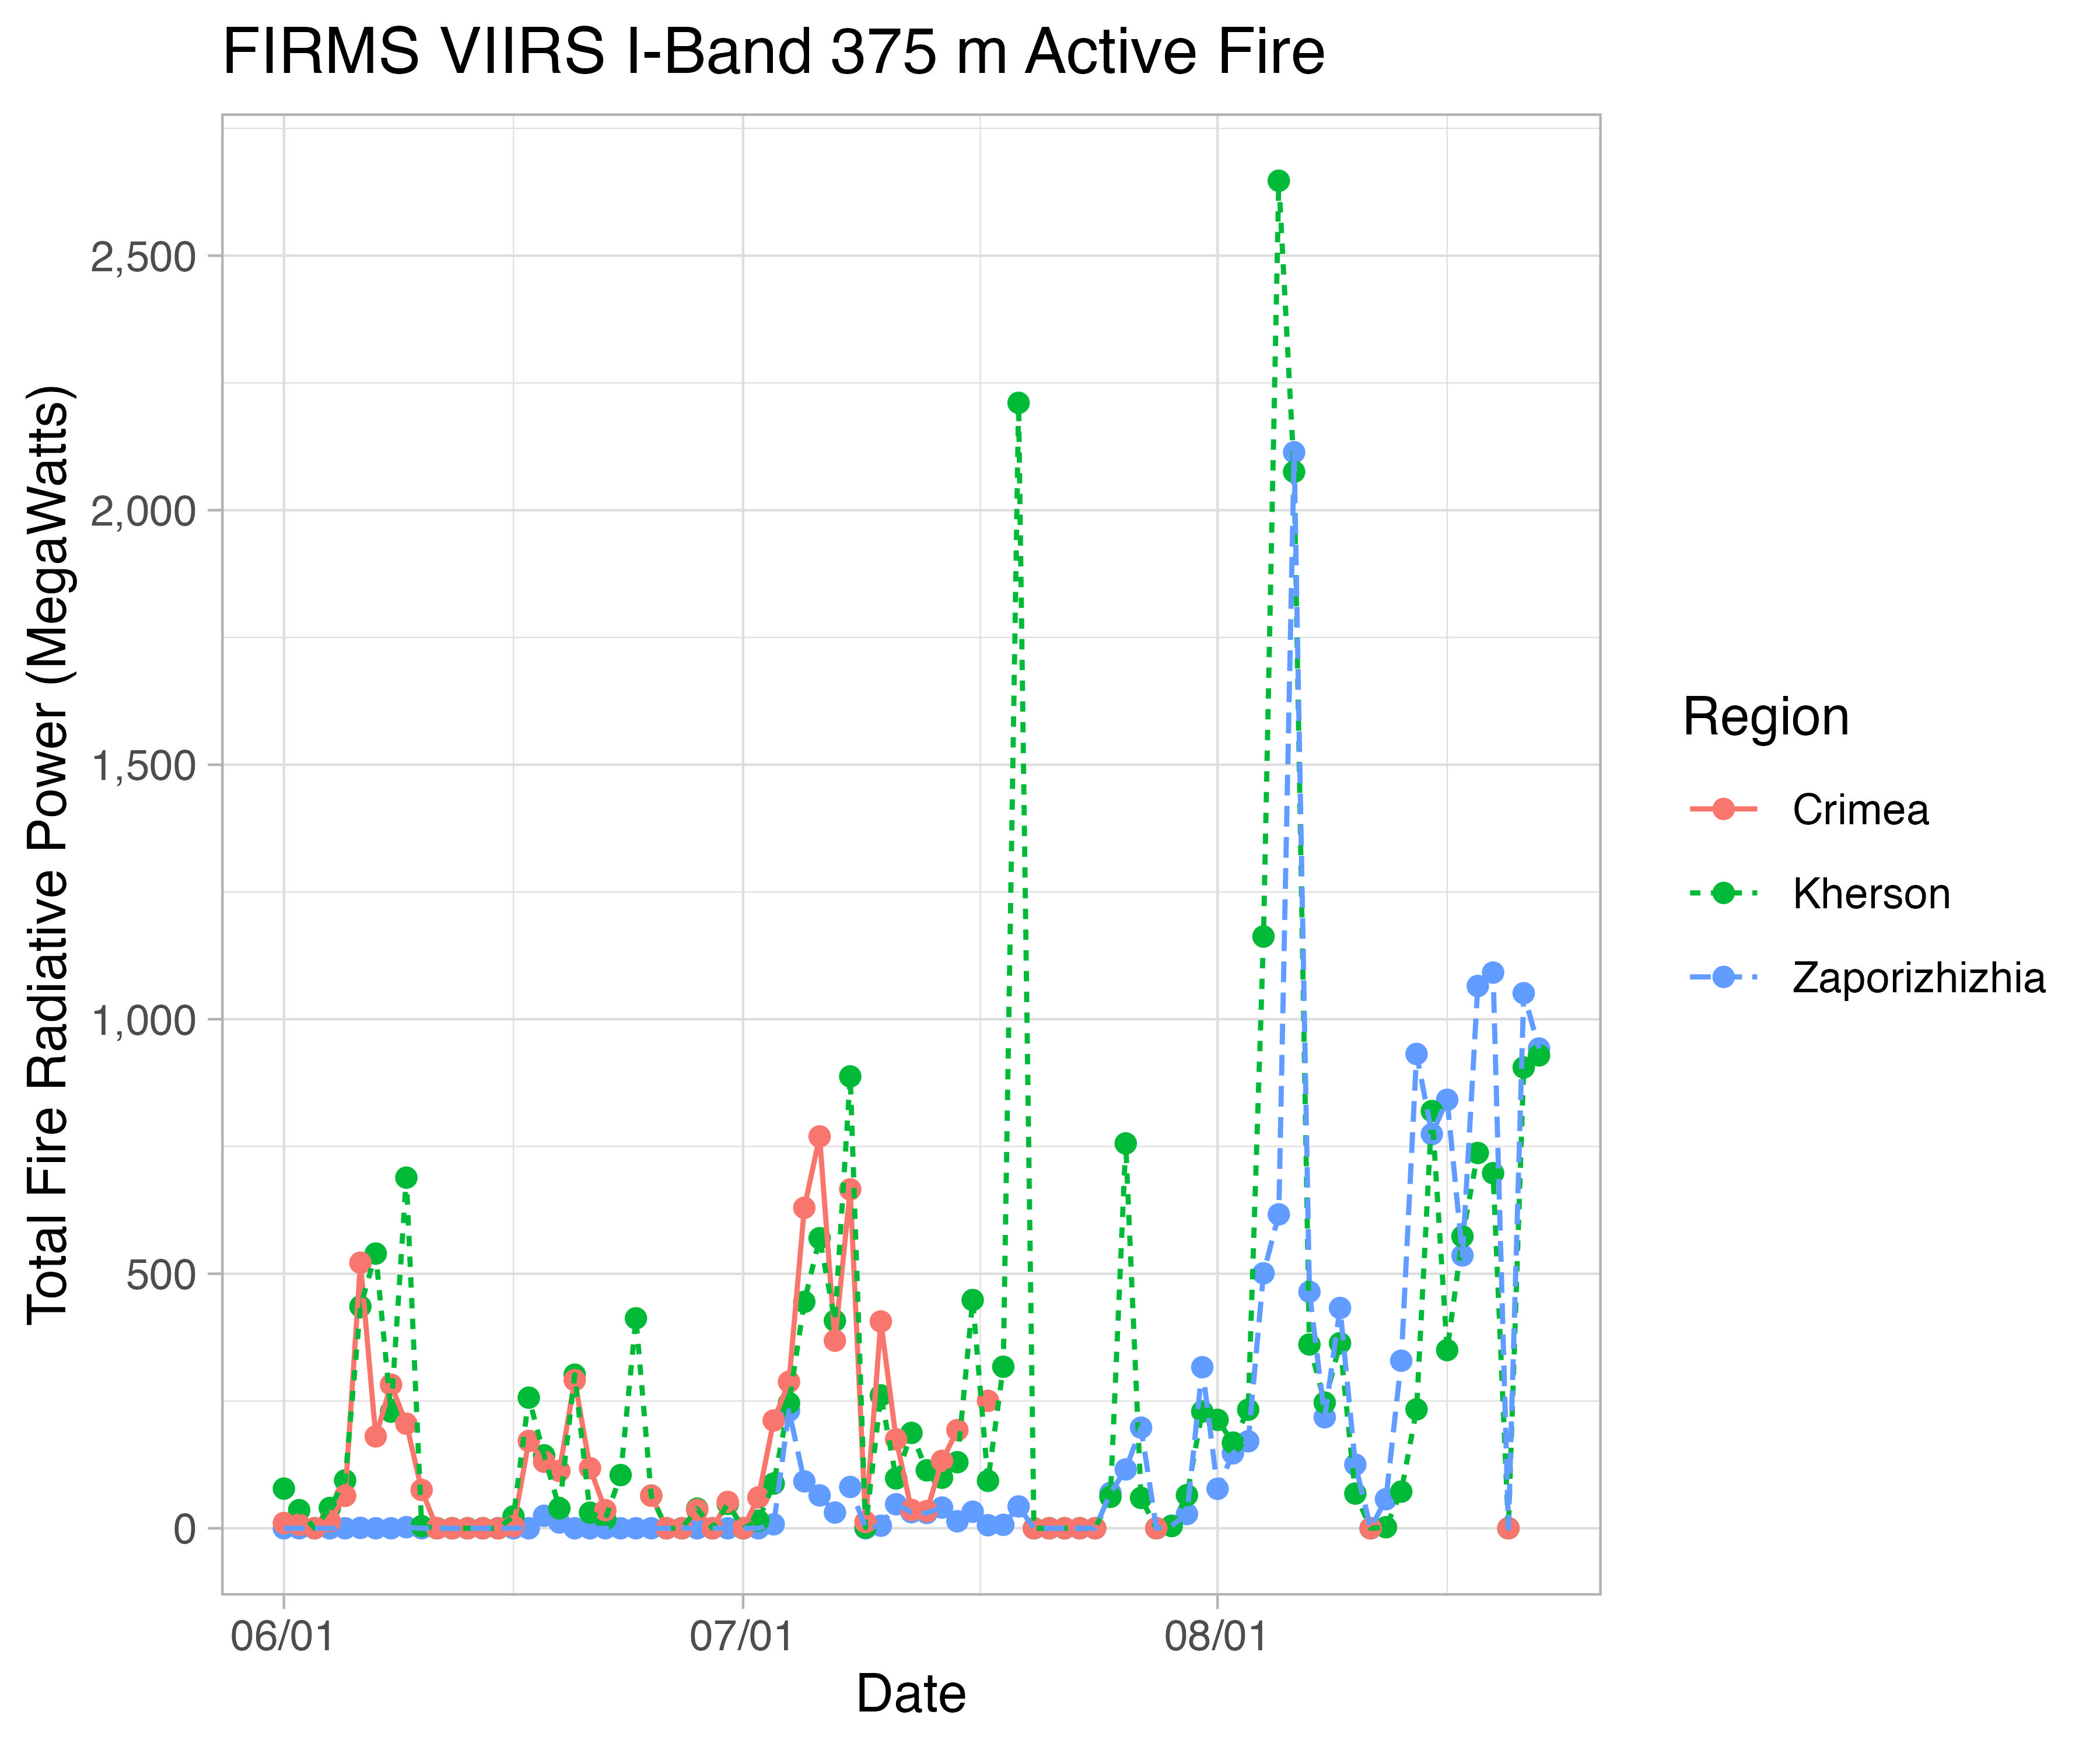 FIRMS VIIRS I-Band 375 m Active Fire
Total Fire Radiative Power (MegaWatts)
2,500
2,000
1,500
1,000
500
0
06/01
07/01
08/01
Date
Region
Crimea
Kherson
Zaporizhizhia